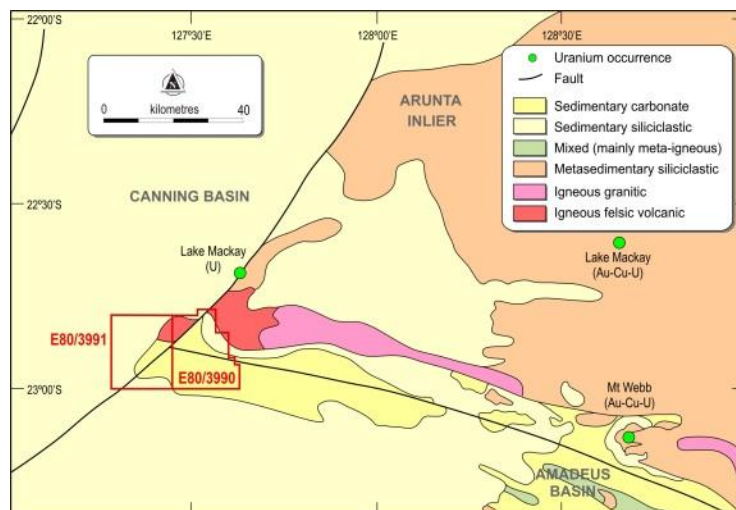 22°00'S
127°30'E
128°00'E
128°30'E
N
0 kilometres 40
Uranium occurrence
Fault
Sedimentary carbonate
Sedimentary siliciclastic
Mixed (mainly meta-igneous)
Metasedimentary siliciclastic
Igneous granitic
Igneous felsic volcanic
ARUNTA
INLIER
22°30'S
CANNING BASIN
Lake Mackay
(U)
Lake Mackay
(Au-Cu-U)
E80/3991
E80/3990
23°00'S
Mt Webb
(Au-Cu-U)
AMADEUS
BASIN